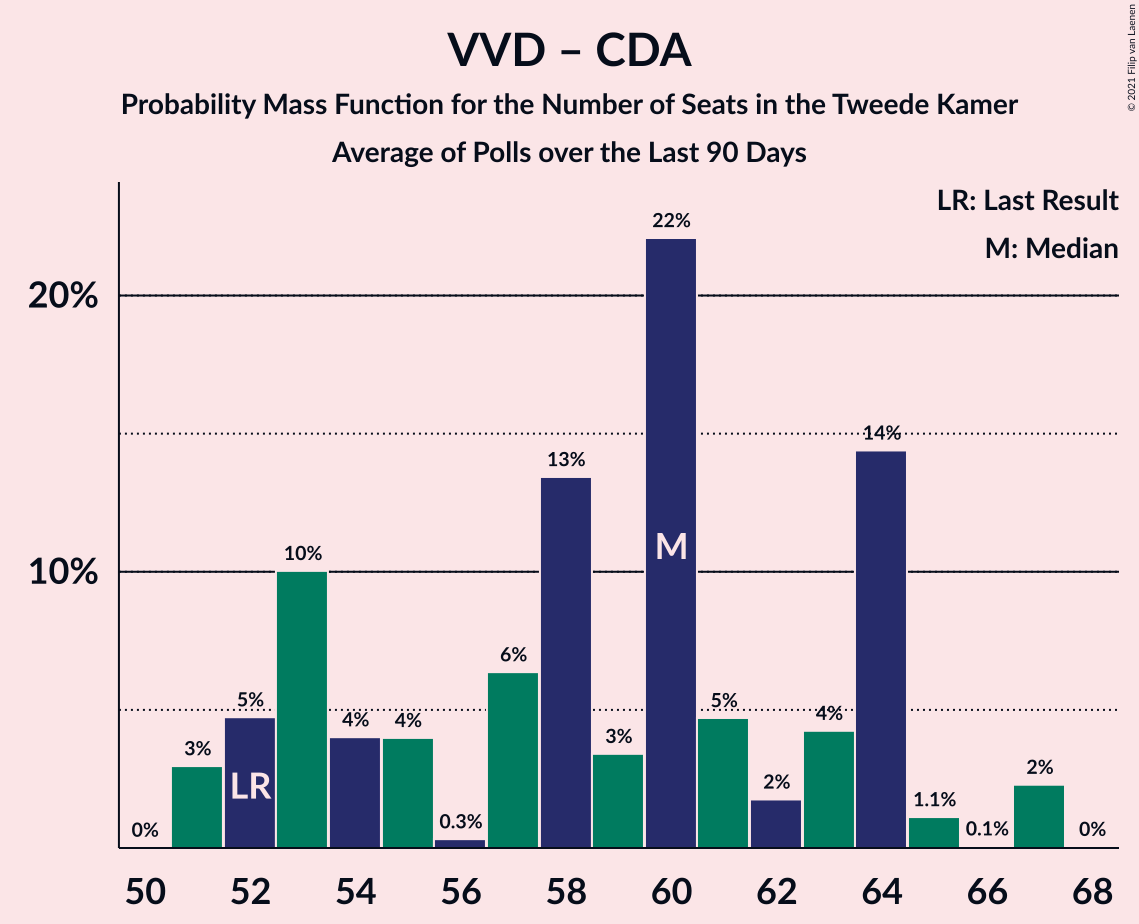 VVD – CDA
Probability Mass Function for the Number of Seats in the Tweede Kamer
Average of Polls over the Last 90 Days
© 2021 Filip van Laenen
LR: Last Result
M: Median
20%
10%
0%
3%
5%
10%
4%
4%
0.3%
6%
13%
3%
22%
5%
2%
4%
14%
1.1%
0.1%
2%
0%
LR
M
50 52 54 56 58 60 62 64 66 68